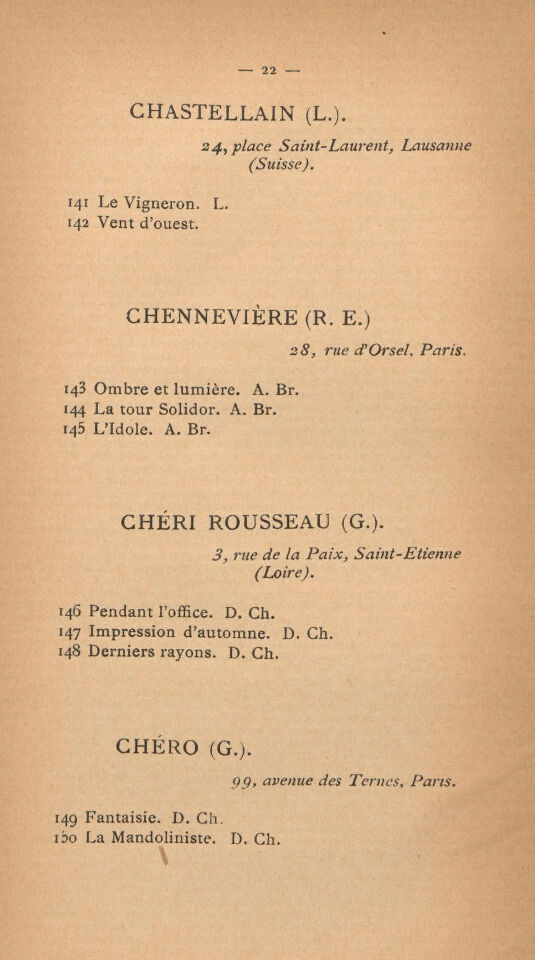 — 22 —
CHASTELLAIN (L.).
24, place Saint-Laurent, Lausanne
(Suisse).
141 Le Vigneron. L.
142 Vent d'ouest.
CHENNEVIÈRE (R. E.)
28, rue d'Orsel, Paris.
143 Ombre et lumière. A. Br.
144 La tour Solidor. A. Br.
145 L'Idole. A. Br.
CHÉRI ROUSSEAU (G.).
3, rue de la Paix, Saint-Etienne
(Loire).
146 Pendant l'office. D. Ch.
147 Impression d'automne. D. Ch.
148 Derniers rayons. D. Ch.
CHÉRO (G.).
99, avenue des Ternes, Paris.
149 Fantaisie. D. Ch.
150 La Mandoliniste. D. Ch.